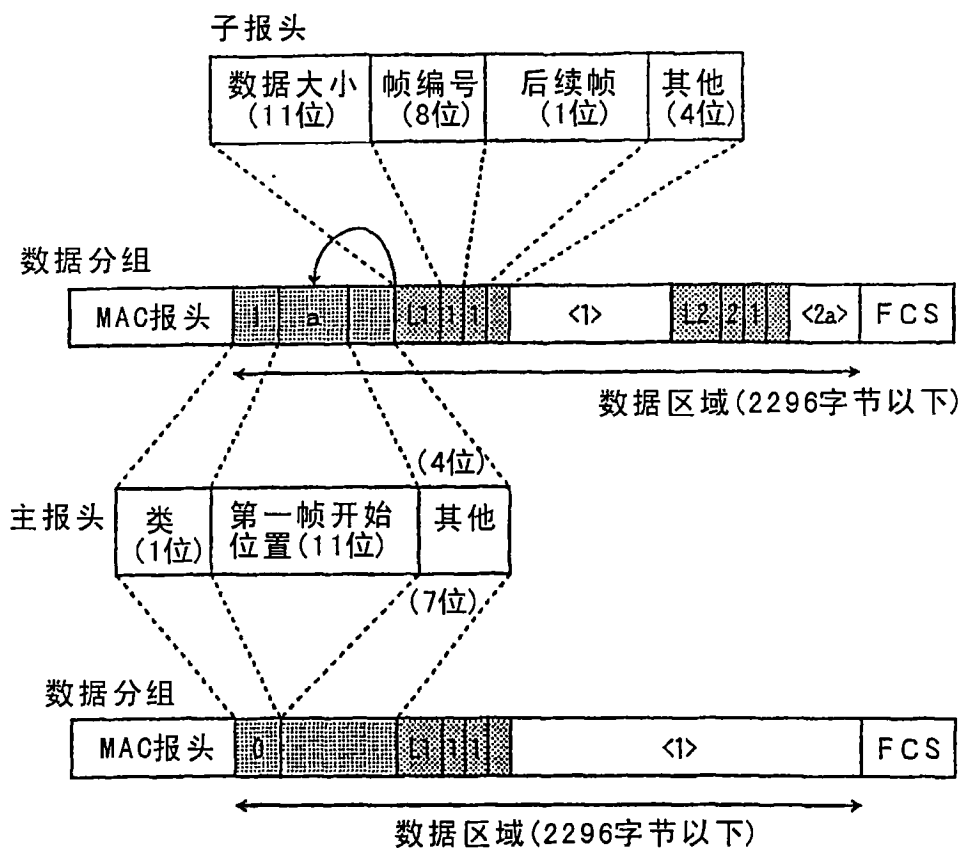 子报头
数据大小 帧编号 后续帧 其他
(11位) (8位) (1位) (4位)
数据分组
MAC报头 1 a L1 1 1 <1> L2 2 1 <2a> FCS
数据区域(2296字节以下)
(4位)
主报头 类 第一帧开始 其他
(1位) 位置(11位)
(7位)
数据分组
MAC报头 0 L1 1 1 <1> FCS
数据区域(2296字节以下)